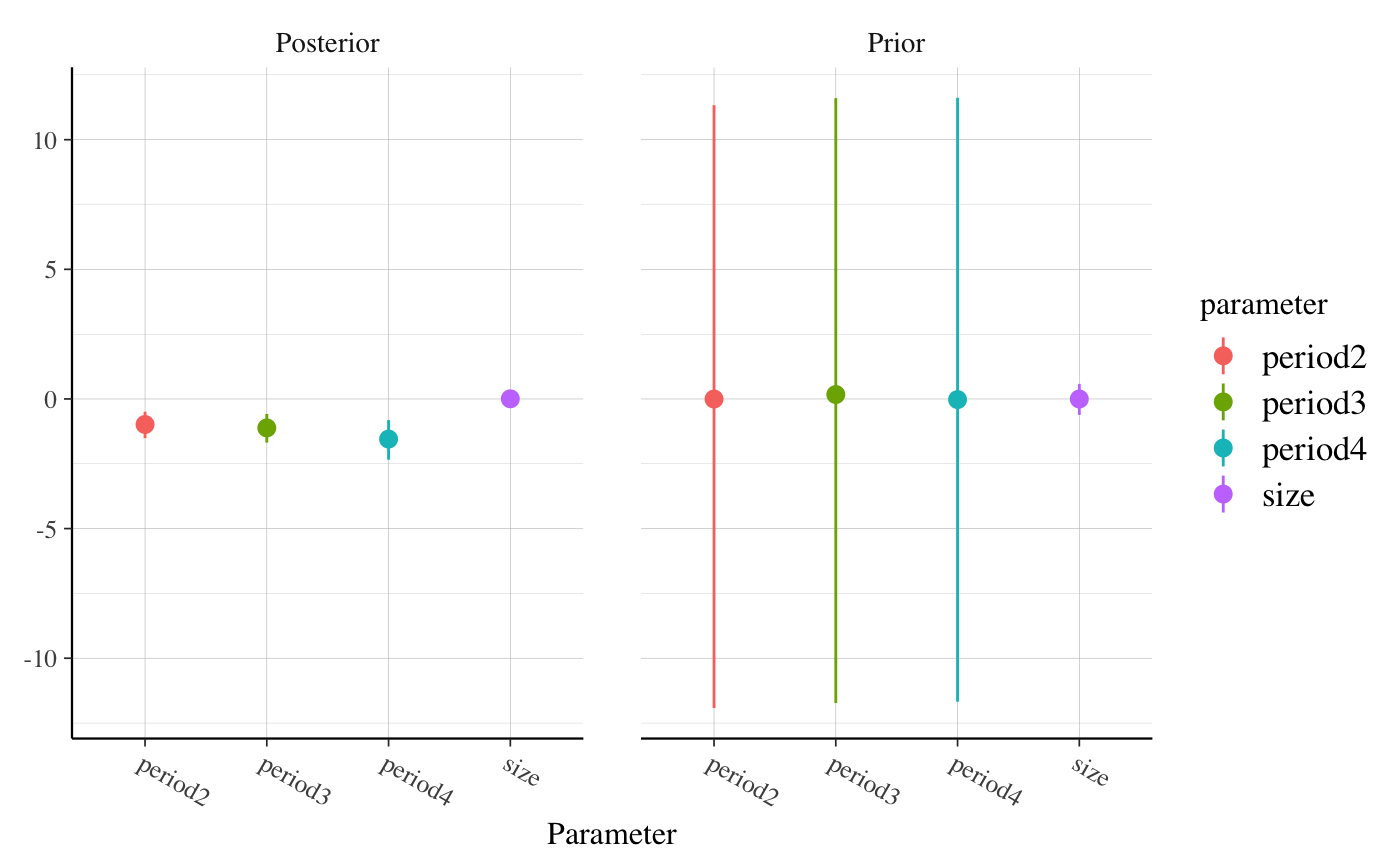 Posterior
Prior
10
5
0
-5
-10
period2
period3
period4
size
period2
period3
period4
size
Parameter
parameter
period2
period3
period4
size